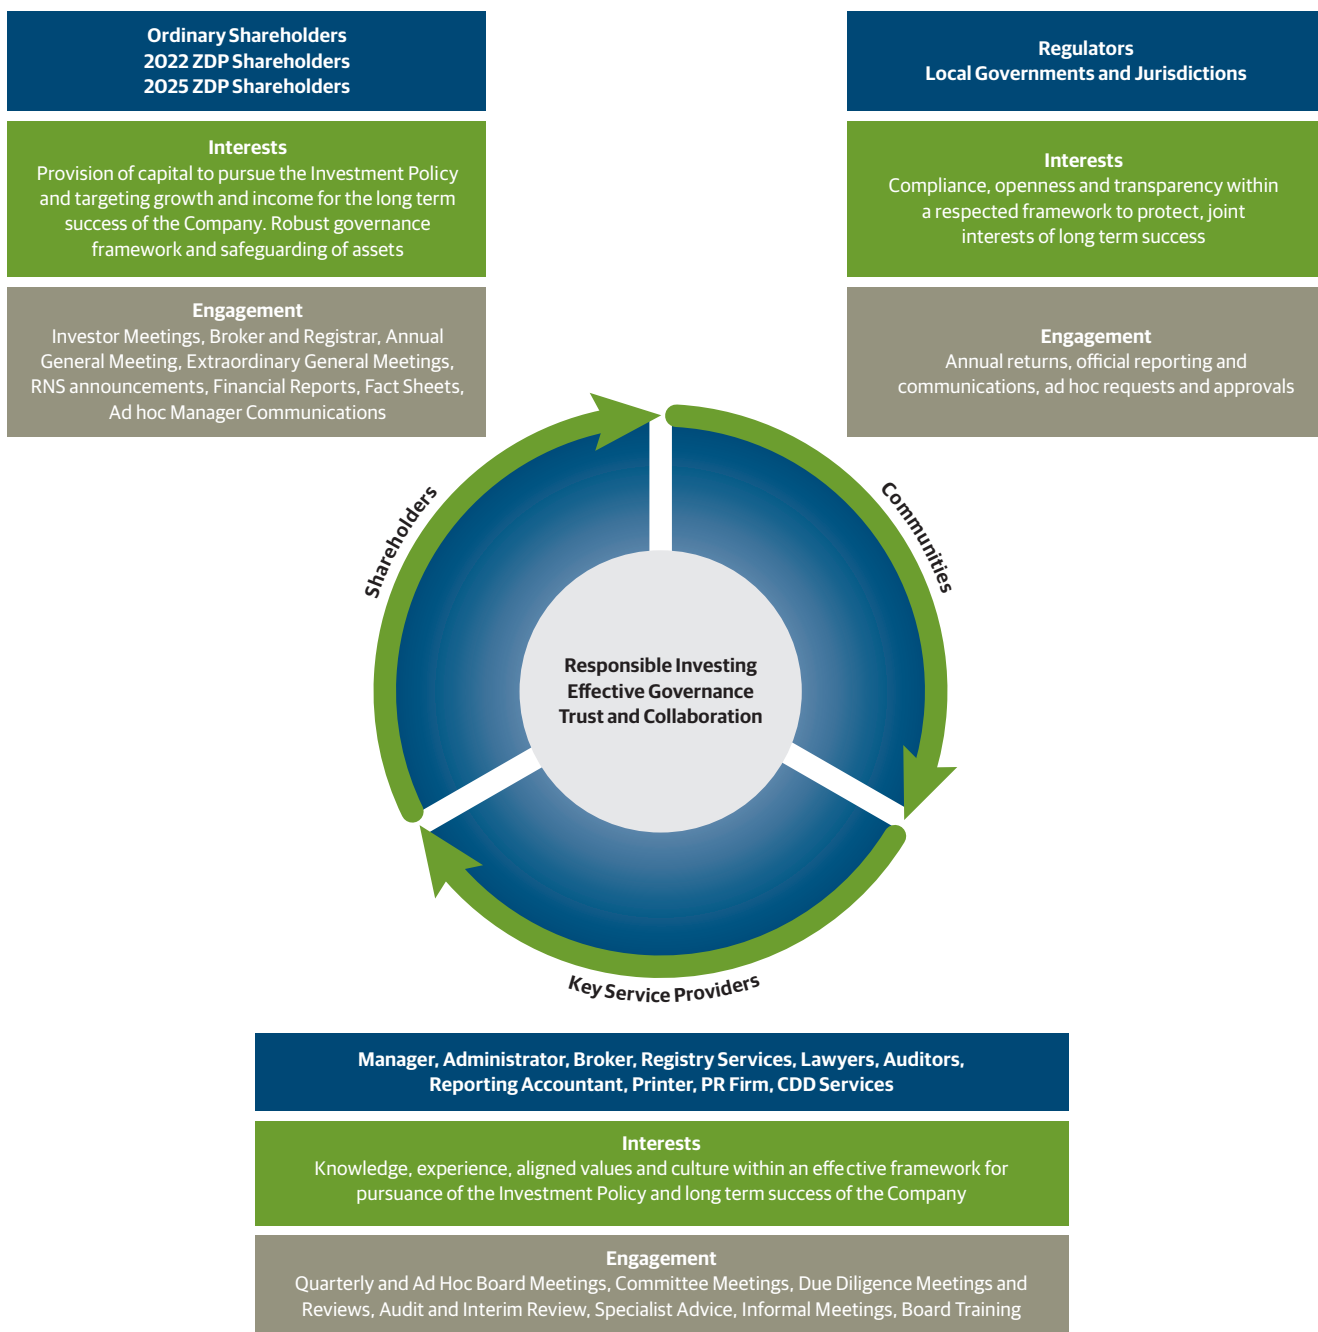 Ordinary Shareholders
2022 ZDP Shareholders
2025 ZDP Shareholders
Interests
Provision of capital to pursue the Investment Policy
and targeting growth and income for the long term
success of the Company. Robust governance
framework and safeguarding of assets
Engagement
Investor Meetings, Broker and Registrar, Annual
General Meeting, Extraordinary General Meetings,
RNS announcements, Financial Reports, Fact Sheets,
Ad hoc Manager Communications
Regulators
Local Governments and Jurisdictions
Interests
Compliance, openness and transparency within
a respected framework to protect, joint
interests of long term success
Engagement
Annual returns, official reporting and
communications, ad hoc requests and approvals
Shareholders
Communities
Responsible Investing
Effective Governance
Trust and Collaboration
Key Service Providers
Manager, Administrator, Broker, Registry Services, Lawyers, Auditors,
Reporting Accountant, Printer, PR Firm, CDD Services
Interests
Knowledge, experience, aligned values and culture within an effective framework for
pursuance of the Investment Policy and long term success of the Company
Engagement
Quarterly and Ad Hoc Board Meetings, Committee Meetings, Due Diligence Meetings and
Reviews, Audit and Interim Review, Specialist Advice, Informal Meetings, Board Training